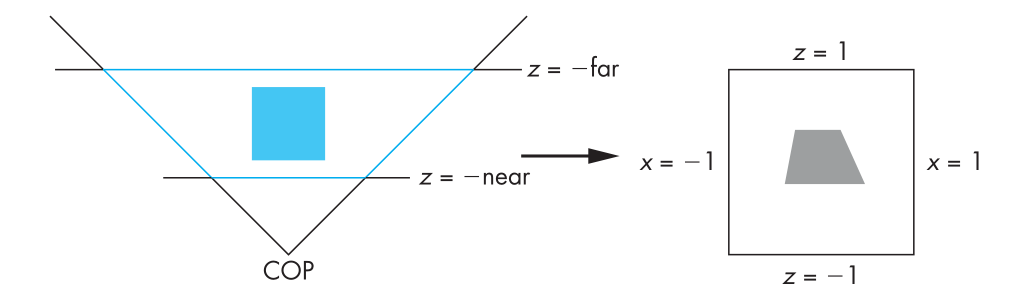 z = −far
z = −near
COP
z = 1
x = −1
x = 1
z = −1